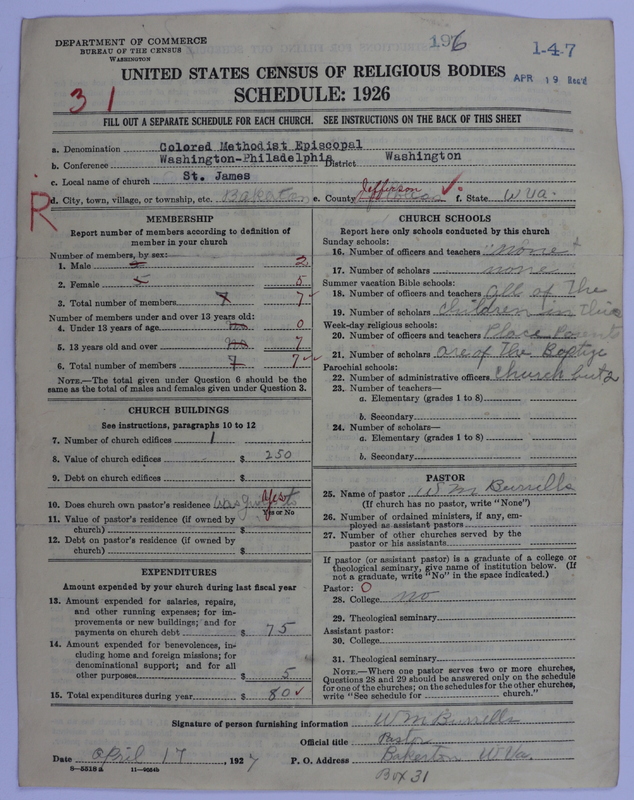 DEPARTMENT OF COMMERCE
BUREAU OF THE CENSUS
WASHINGTON
196
1-4-7
APR 19 Rec'd
UNITED STATES CENSUS OF RELIGIOUS BODIES
SCHEDULE: 1926
31
FILL OUT A SEPARATE SCHEDULE FOR EACH CHURCH. SEE INSTRUCTIONS ON THE BACK OF THIS SHEET
a. Denomination Colored Methodist Episcopal
b. Conference Washington-Philadelphia District Washington
c. Local name of church St. James
R
d. City, town, village, or township, etc. Bakerton e. County Jefferson f. State W Va.
MEMBERSHIP
Report number of members according to definition of member in your church
Number of members, by sex:
1. Male 2
2. Female 5
3. Total number of members 7
Number of members under and over 13 years old:
4. Under 13 years of age no 0
5. 13 years old and over no 7
6. Total number of members 7 7
NOTE.—The total given under Question 6 should be the same as the total of males and females given under Question 3.
CHURCH BUILDINGS
See instructions, paragraphs 10 to 12
7. Number of church edifices 1
8. Value of church edifices $ 250
9. Debt on church edifices $
10. Does church own pastor's residence Yes
Yes or No
11. Value of pastor's residence (if owned by church) $
12. Debt on pastor's residence (if owned by church) $
EXPENDITURES
Amount expended by your church during last fiscal year
13. Amount expended for salaries, repairs, and other running expenses; for improvements or new buildings; and for payments on church debt $ 75
14. Amount expended for benevolences, including home and foreign missions; for denominational support; and for all other purposes $ 5
15. Total expenditures during year $ 80
CHURCH SCHOOLS
Report here only schools conducted by this church
Sunday schools:
16. Number of officers and teachers "none"
17. Number of scholars none
Summer vacation Bible schools:
18. Number of officers and teachers all of The
19. Number of scholars children in this
Week-day religious schools:
20. Number of officers and teachers Place Parents
21. Number of scholars are of the Baptize
Parochial schools:
22. Number of administrative officers Church but 2
23. Number of teachers—
a. Elementary (grades 1 to 8)
b. Secondary
24. Number of scholars—
a. Elementary (grades 1 to 8)
b. Secondary
PASTOR
25. Name of pastor W M Burrells
(If church has no pastor, write "None")
26. Number of ordained ministers, if any, employed as assistant pastors
27. Number of other churches served by the pastor or his assistants
If pastor (or assistant pastor) is a graduate of a college or theological seminary, give name of institution below. (If not a graduate, write "No" in the space indicated.)
Pastor: O
28. College no
29. Theological seminary
Assistant pastor:
30. College
31. Theological seminary
NOTE.—Where one pastor serves two or more churches, Questions 28 and 29 should be answered only on the schedule for one of the churches; on the schedules for the other churches, write "See schedule for church."
Signature of person furnishing information W M Burrells
Official title Pastor
Date April 17, 1927 P. O. Address Bakerton W Va.
8-5518 a 11-9054b
Box 31